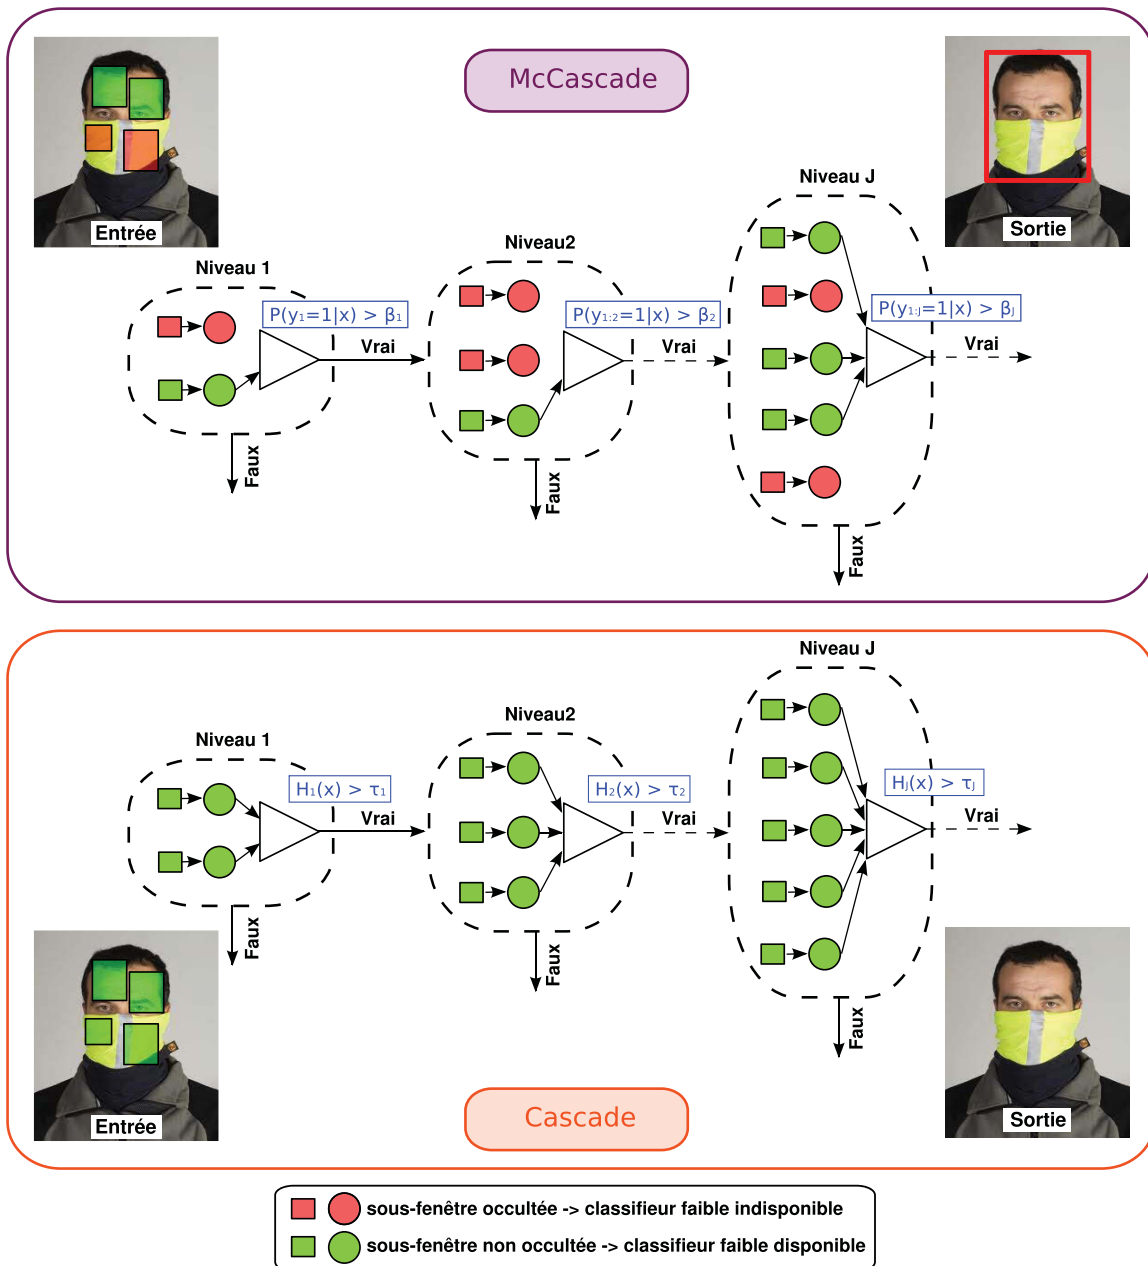 McCascade
Entrée
Sortie
Niveau 1
Niveau2
Niveau J
P(y₁=1|x) > β₁
P(y₁:₂=1|x) > β₂
P(y₁:J=1|x) > βJ
Vrai
Vrai
Vrai
Faux
Faux
Faux
Niveau 1
Niveau2
Niveau J
H₁(x) > τ₁
H₂(x) > τ₂
HJ(x) > τJ
Vrai
Vrai
Vrai
Faux
Faux
Faux
Entrée
Cascade
Sortie
sous-fenêtre occultée -> classifieur faible indisponible
sous-fenêtre non occultée -> classifieur faible disponible